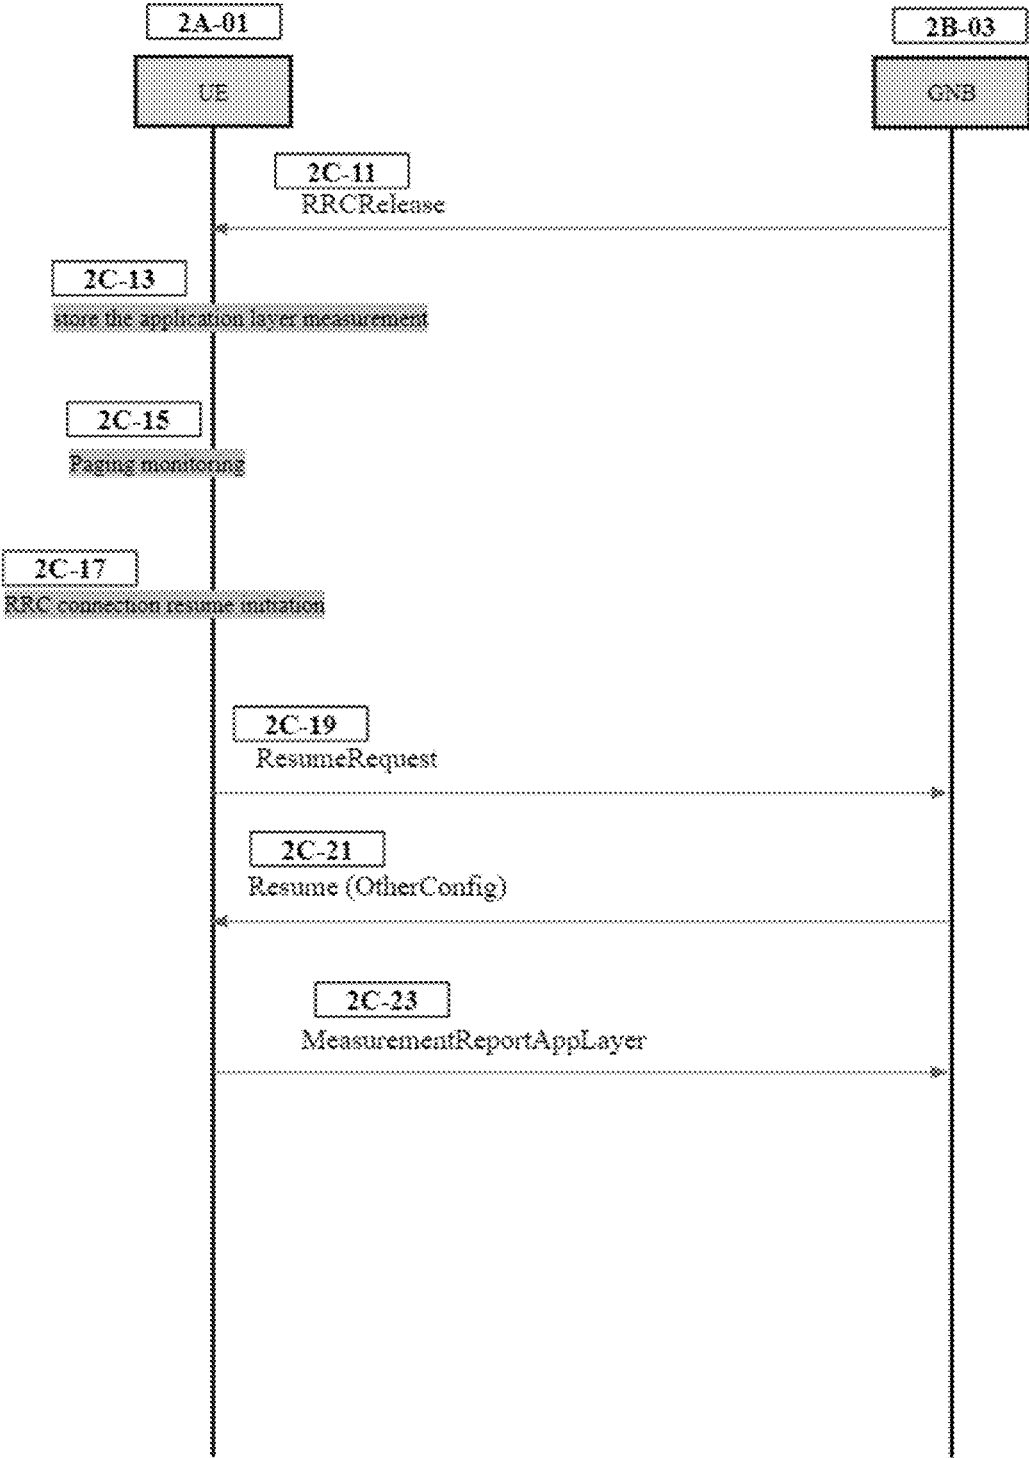 2A-01
2B-03
UE
GNB
2C-11
RRCRelease
2C-13
store the application layer measurement
2C-15
Paging monitoring
2C-17
RRC connection resume initiation
2C-19
ResumeRequest
2C-21
Resume (OtherConfig)
2C-23
MeasurementReportAppLayer